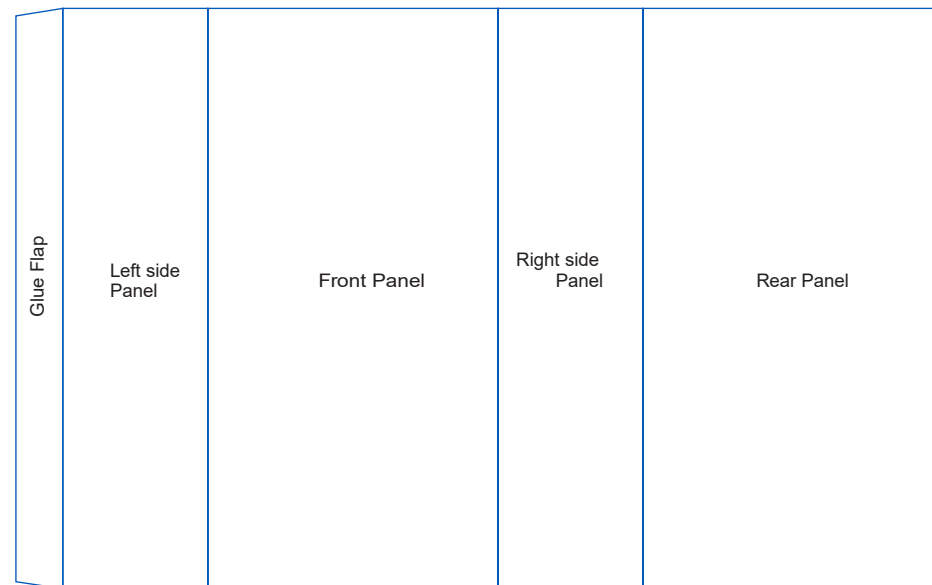 Glue Flap
Left side
Panel
Front Panel
Right side
Panel
Rear Panel